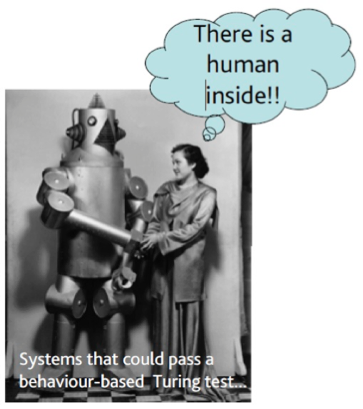 There is a
human
inside!!
Systems that could pass a
behaviour-based Turing test...